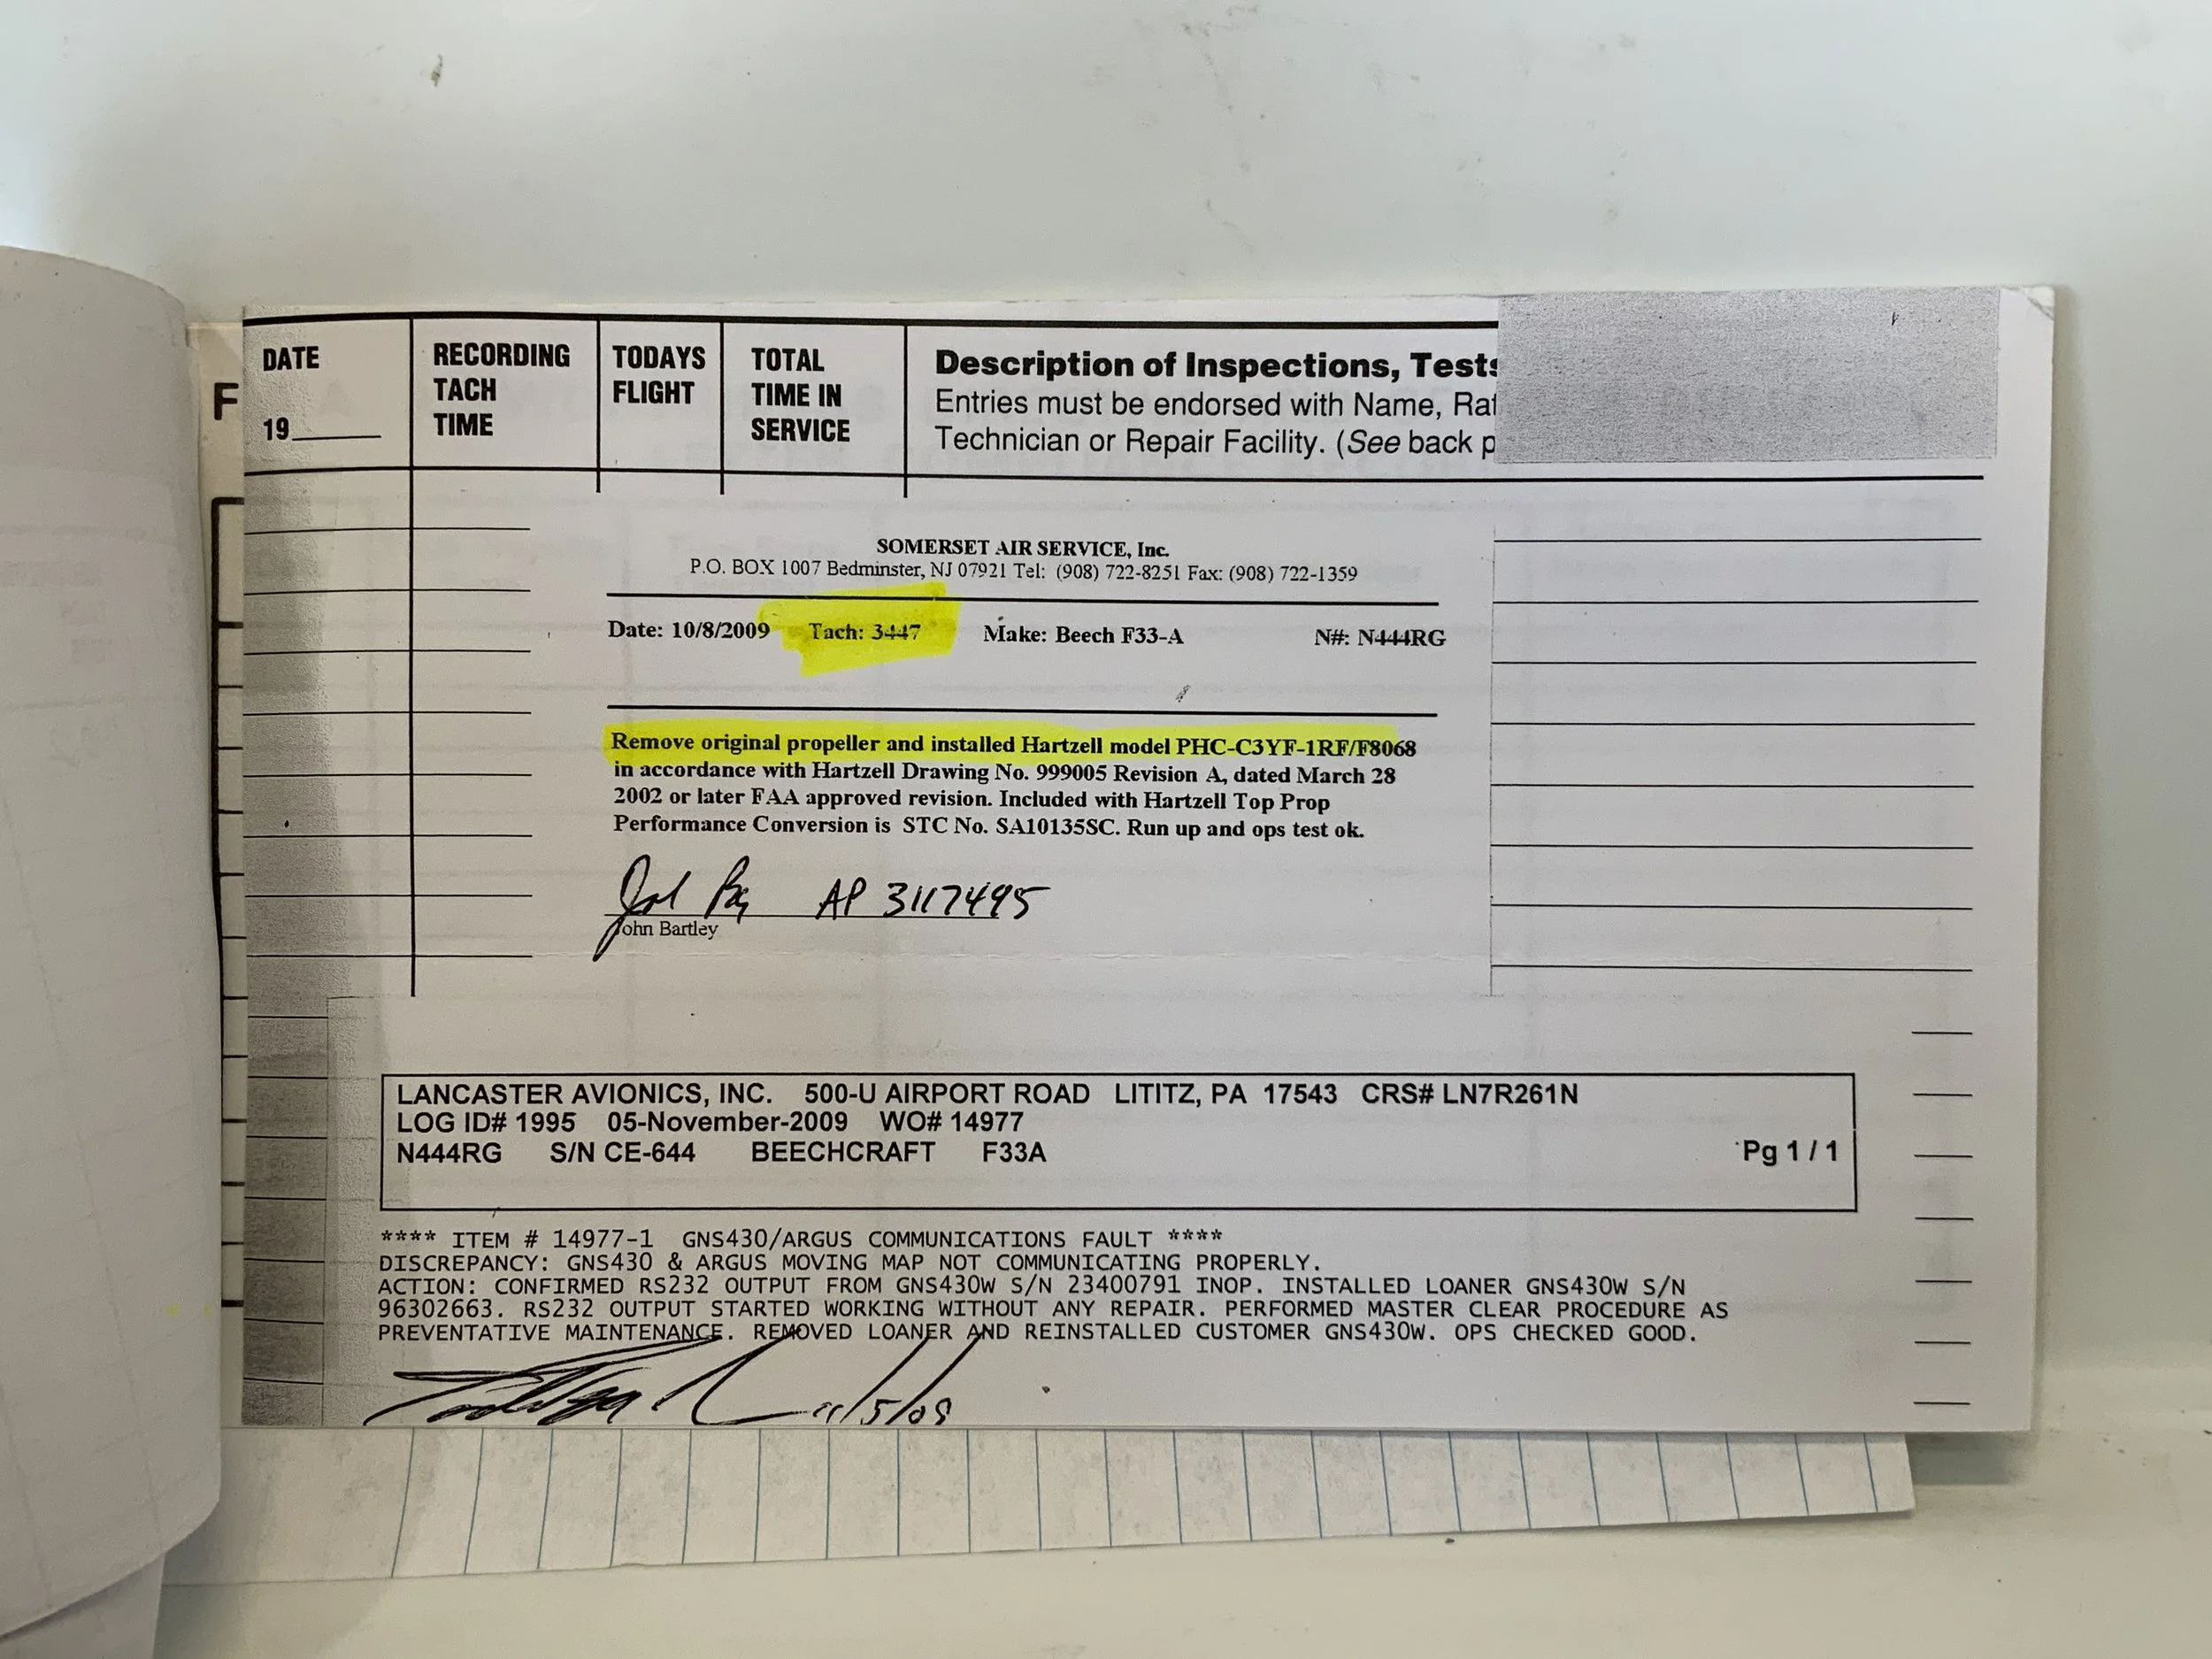 F
DATE
19
RECORDING
TACH
TIME
TODAYS
FLIGHT
TOTAL
TIME IN
SERVICE
Description of Inspections, Tests
Entries must be endorsed with Name, Rat
Technician or Repair Facility. (See back p
SOMERSET AIR SERVICE, Inc.
P.O. BOX 1007 Bedminster, NJ 07921 Tel: (908) 722-8251 Fax: (908) 722-1359
Date: 10/8/2009 Tach: 3447 Make: Beech F33-A N#: N444RG
Remove original propeller and installed Hartzell model PHC-C3YF-1RF/F8068
in accordance with Hartzell Drawing No. 999005 Revision A, dated March 28
2002 or later FAA approved revision. Included with Hartzell Top Prop
Performance Conversion is STC No. SA10135SC. Run up and ops test ok.
AP 3117495
John Bartley
LANCASTER AVIONICS, INC. 500-U AIRPORT ROAD LITITZ, PA 17543 CRS# LN7R261N
LOG ID# 1995 05-November-2009 WO# 14977
N444RG S/N CE-644 BEECHCRAFT F33A Pg 1 / 1
**** ITEM # 14977-1 GNS430/ARGUS COMMUNICATIONS FAULT ****
DISCREPANCY: GNS430 & ARGUS MOVING MAP NOT COMMUNICATING PROPERLY.
ACTION: CONFIRMED RS232 OUTPUT FROM GNS430W S/N 23400791 INOP. INSTALLED LOANER GNS430W S/N
96302663. RS232 OUTPUT STARTED WORKING WITHOUT ANY REPAIR. PERFORMED MASTER CLEAR PROCEDURE AS
PREVENTATIVE MAINTENANCE. REMOVED LOANER AND REINSTALLED CUSTOMER GNS430W. OPS CHECKED GOOD.
11/5/09